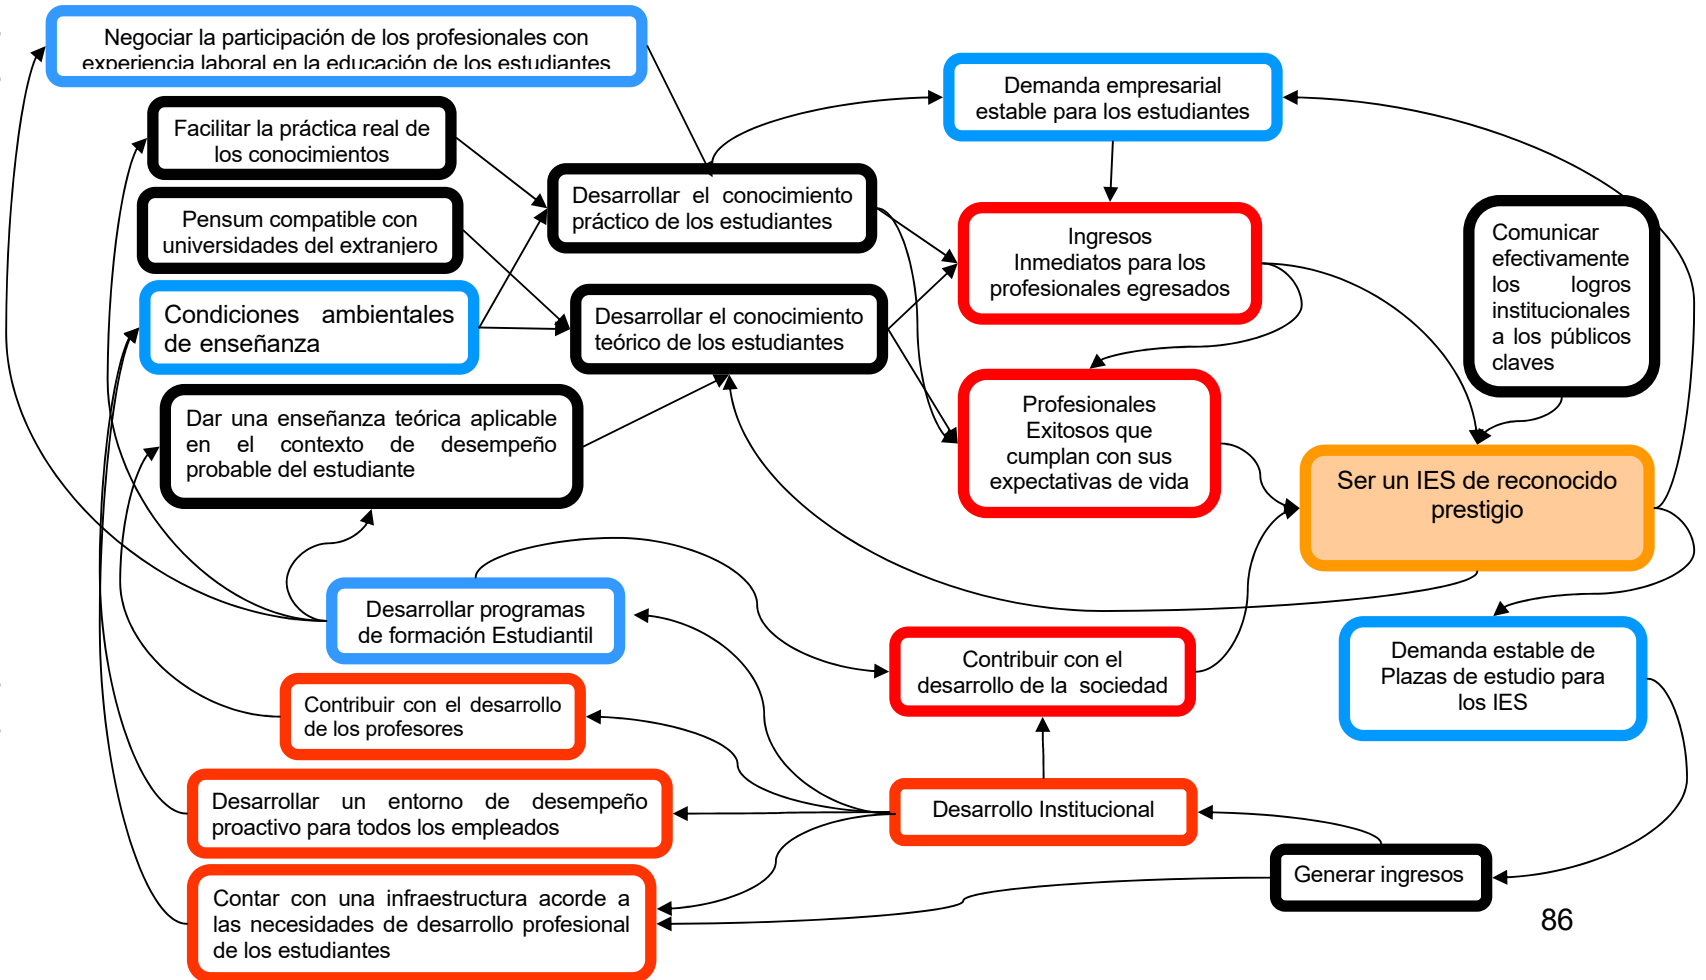 Negociar la participación de los profesionales con
experiencia laboral en la educación de los estudiantes
Demanda empresarial
estable para los estudiantes
Facilitar la práctica real de
los conocimientos
Desarrollar el conocimiento
práctico de los estudiantes
Pensum compatible con
universidades del extranjero
Ingresos
Inmediatos para los
profesionales egresados
Comunicar
efectivamente
los logros
institucionales
a los públicos
claves
Condiciones ambientales
de enseñanza
Desarrollar el conocimiento
teórico de los estudiantes
Dar una enseñanza teórica aplicable
en el contexto de desempeño
probable del estudiante
Profesionales
Exitosos que
cumplan con sus
expectativas de vida
Ser un IES de reconocido
prestigio
Desarrollar programas
de formación Estudiantil
Contribuir con el
desarrollo de la sociedad
Demanda estable de
Plazas de estudio para
los IES
Contribuir con el desarrollo
de los profesores
Desarrollar un entorno de desempeño
proactivo para todos los empleados
Desarrollo Institucional
Generar ingresos
Contar con una infraestructura acorde a
las necesidades de desarrollo profesional
de los estudiantes
86